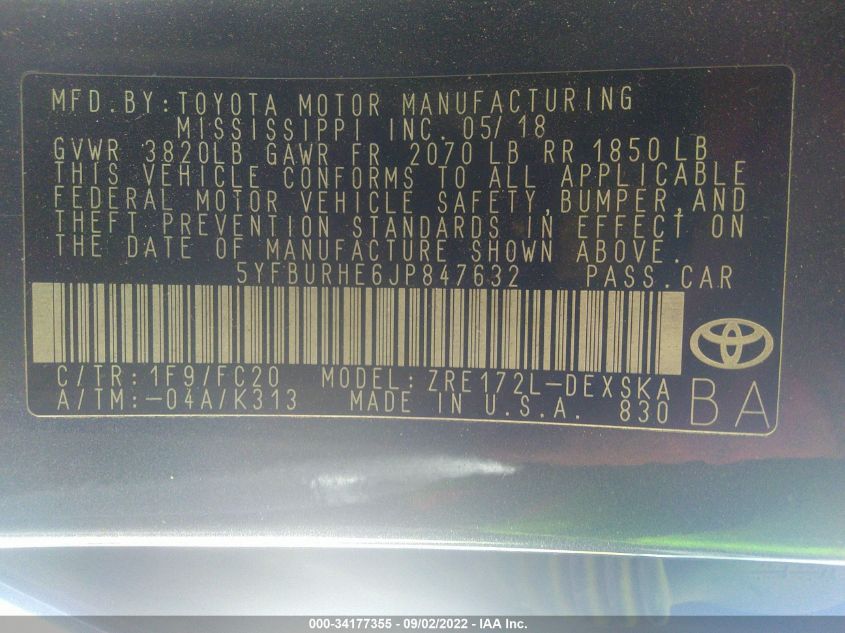 MFD.BY:TOYOTA MOTOR MANUFACTURING
MISSISSIPPI INC. 05/18
GVWR 3820LB GAWR FR 2070 LB RR 1850 LB
THIS VEHICLE CONFORMS TO ALL APPLICABLE
FEDERAL MOTOR VEHICLE SAFETY,BUMPER,AND
THEFT PREVENTION STANDARDS IN EFFECT ON
THE DATE OF MANUFACTURE SHOWN ABOVE.
5YFBURHE6JP847632 PASS.CAR
C/TR:1F9/FC20 MODEL:ZRE172L-DEXSKA
A/TM:-04A/K313 MADE IN U.S.A. 830 BA
000-34177355 - 09/02/2022 - IAA Inc.